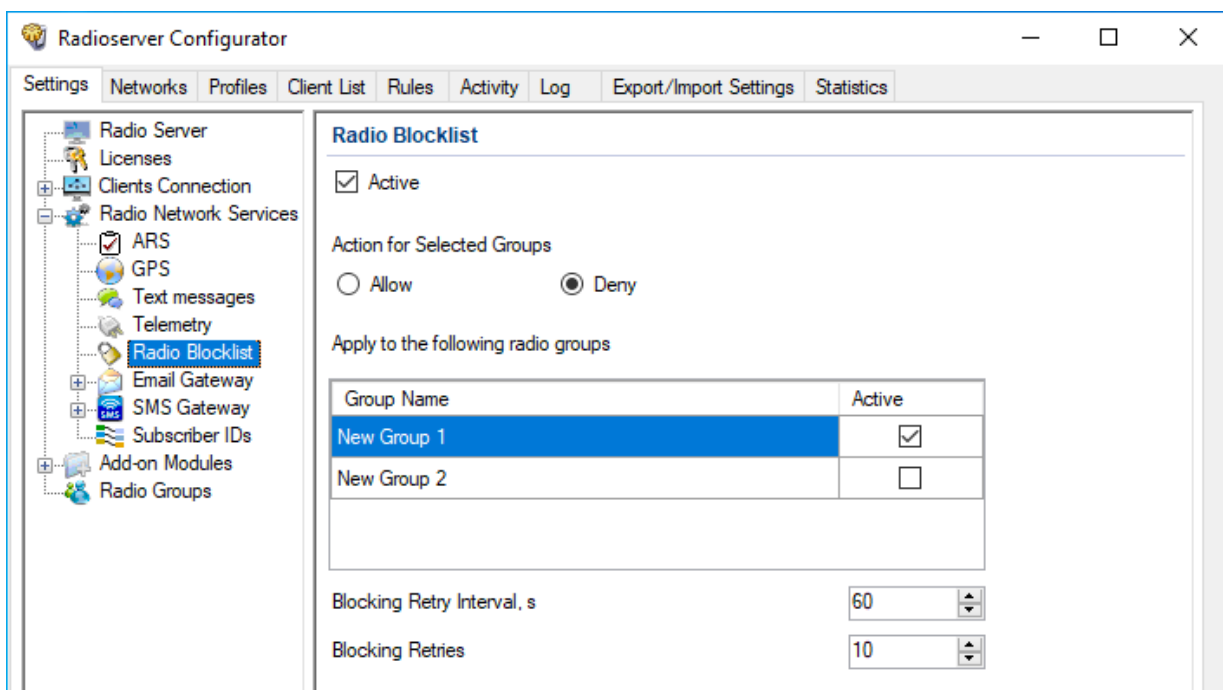 Radioserver Configurator
Settings Networks Profiles Client List Rules Activity Log Export/Import Settings Statistics
Radio Server
Licenses
Clients Connection
Radio Network Services
ARS
GPS
Text messages
Telemetry
Radio Blocklist
Email Gateway
SMS Gateway
Subscriber IDs
Add-on Modules
Radio Groups
Radio Blocklist
Active
Action for Selected Groups
Allow Deny
Apply to the following radio groups
Group Name Active
New Group 1
New Group 2
Blocking Retry Interval, s 60
Blocking Retries 10